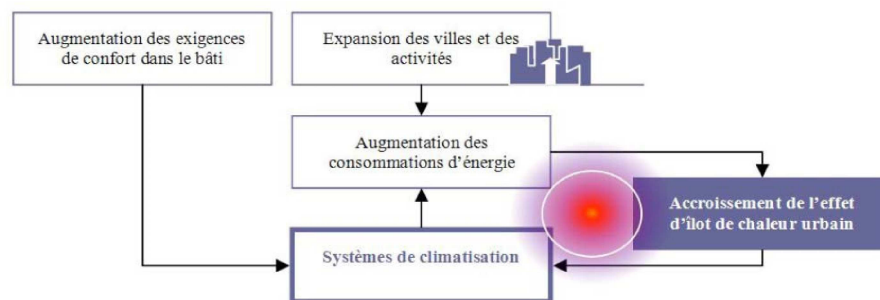 Augmentation des exigences
de confort dans le bâti
Expansion des villes et des
activités
Augmentation des
consommations d'énergie
Accroissement de l'effet
d'îlot de chaleur urbain
Systèmes de climatisation